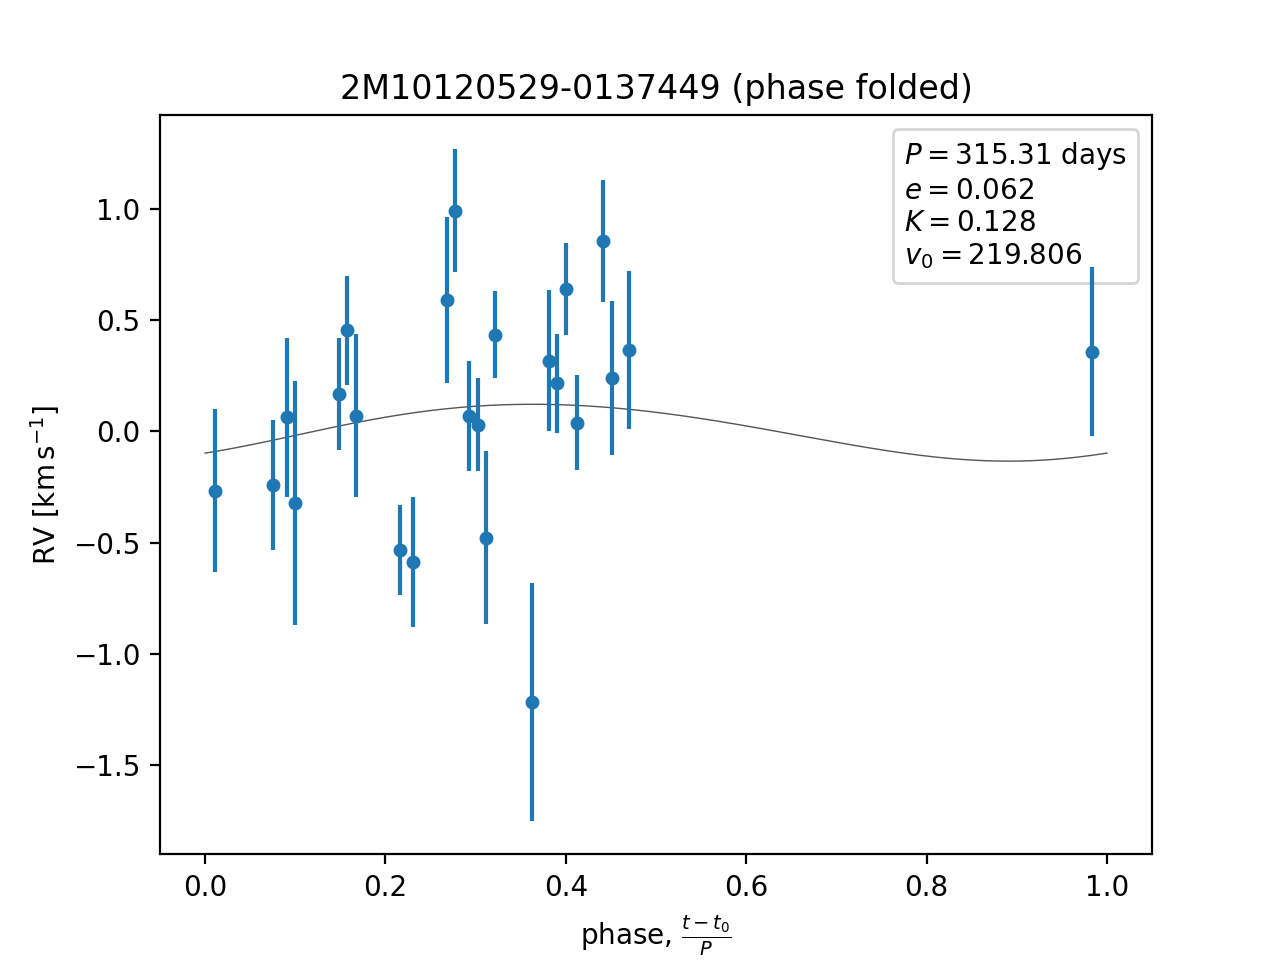 2M10120529-0137449 (phase folded)
P = 315.31 days
e = 0.062
K = 0.128
v₀ = 219.806
1.0
0.5
0.0
−0.5
−1.0
−1.5
RV [km s⁻¹]
0.0 0.2 0.4 0.6 0.8 1.0
phase, (t − t₀)/P